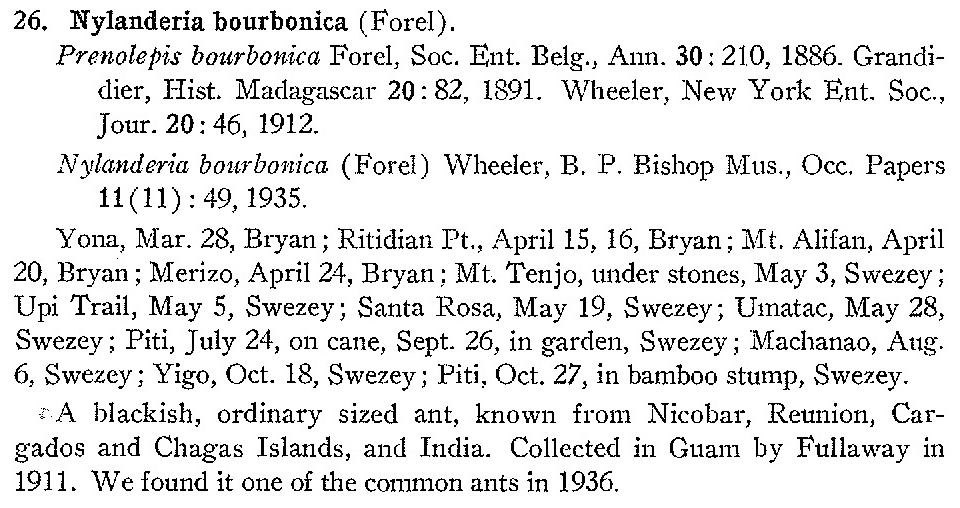 26. Nylanderia bourbonica (Forel).
Prenolepis bourbonica Forel, Soc. Ent. Belg., Ann. 30: 210, 1886. Grandi-
dier, Hist. Madagascar 20: 82, 1891. Wheeler, New York Ent. Soc.,
Jour. 20: 46, 1912.
Nylanderia bourbonica (Forel) Wheeler, B. P. Bishop Mus., Occ. Papers
11(11): 49, 1935.
Yona, Mar. 28, Bryan; Ritidian Pt., April 15, 16, Bryan; Mt. Alifan, April
20, Bryan; Merizo, April 24, Bryan; Mt. Tenjo, under stones, May 3, Swezey;
Upi Trail, May 5, Swezey; Santa Rosa, May 19, Swezey; Umatac, May 28,
Swezey; Piti, July 24, on cane, Sept. 26, in garden, Swezey; Machanao, Aug.
6, Swezey; Yigo, Oct. 18, Swezey; Piti, Oct. 27, in bamboo stump, Swezey.
A blackish, ordinary sized ant, known from Nicobar, Reunion, Car-
gados and Chagas Islands, and India. Collected in Guam by Fullaway in
1911. We found it one of the common ants in 1936.